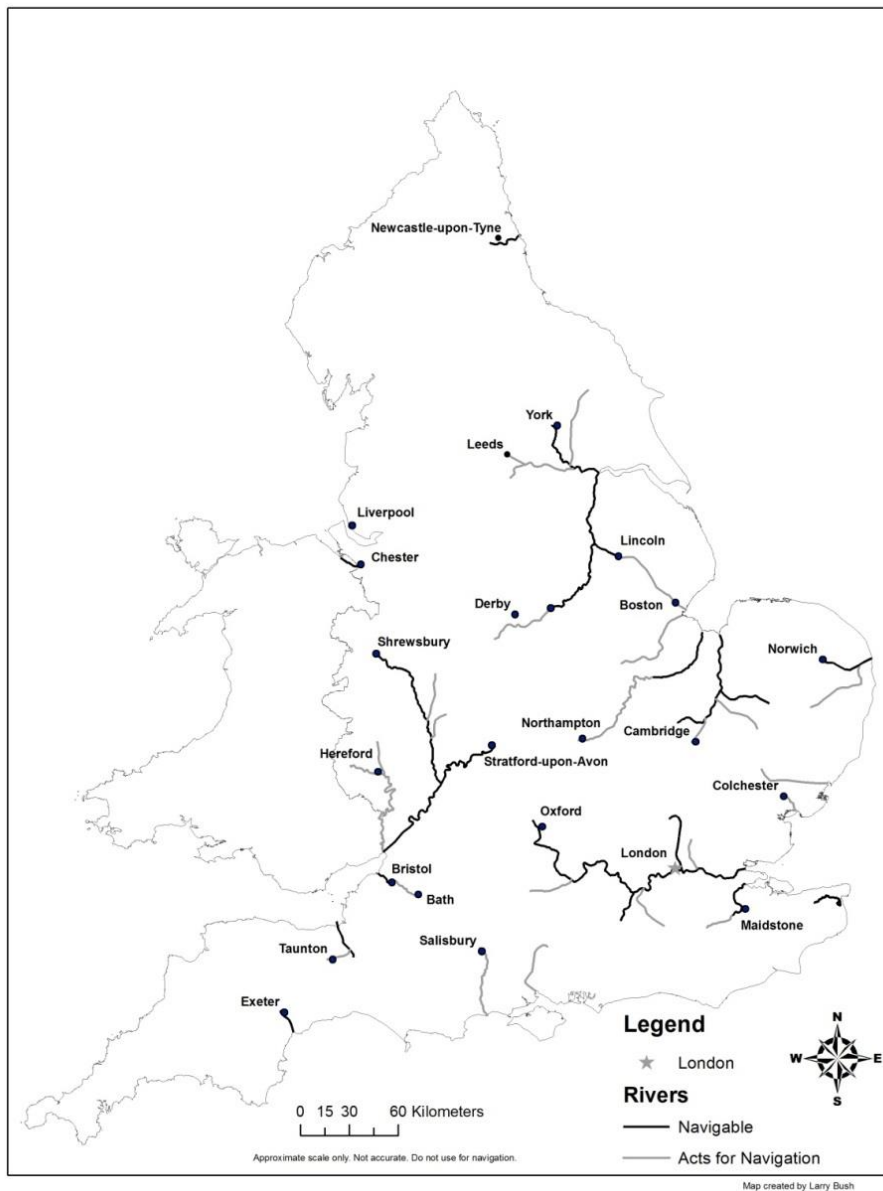 Newcastle-upon-Tyne
York
Leeds
Liverpool
Lincoln
Chester
Derby
Boston
Shrewsbury
Norwich
Northampton
Cambridge
Hereford
Stratford-upon-Avon
Colchester
Oxford
London
Bristol
Bath
Maidstone
Salisbury
Taunton
Exeter
Legend
London
Rivers
Navigable
Acts for Navigation
N
W E
S
0 15 30 60 Kilometers
Approximate scale only. Not accurate. Do not use for navigation.
Map created by Larry Bush